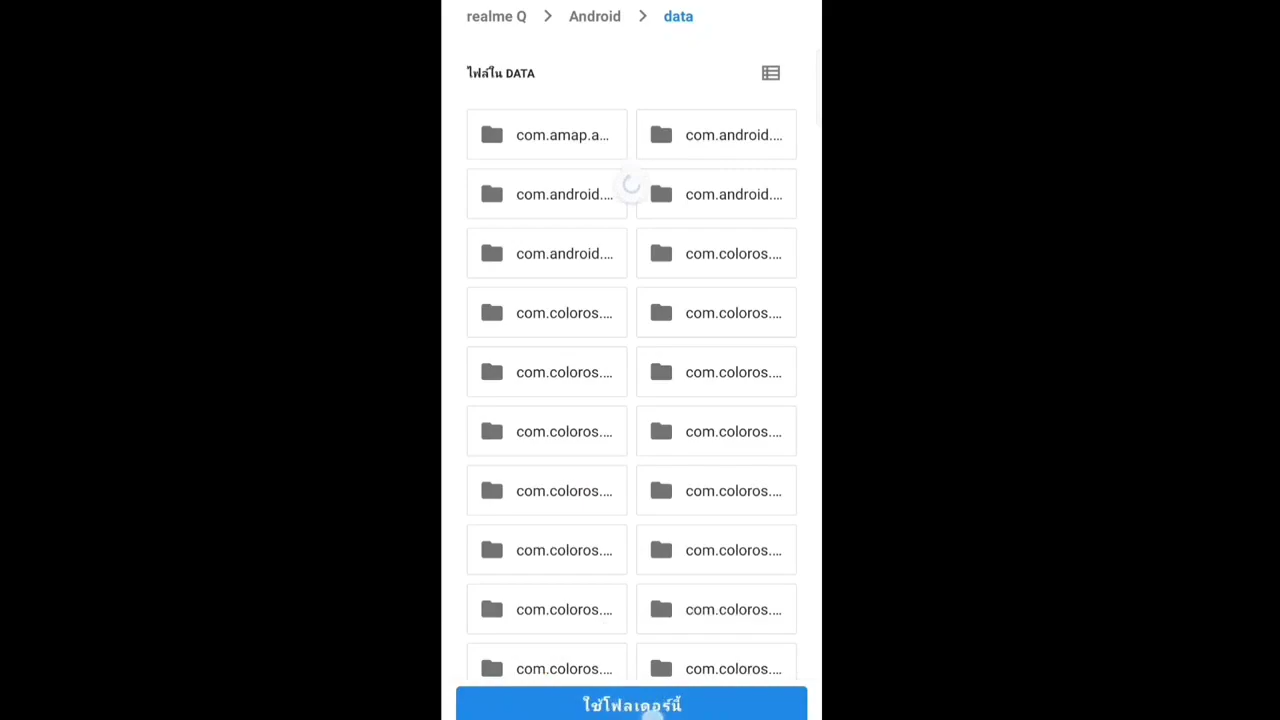 realme Q > Android > data
ไฟล์ใน DATA
com.amap.a... com.android....
com.android.... com.android....
com.android.... com.coloros....
com.coloros.... com.coloros....
com.coloros.... com.coloros....
com.coloros.... com.coloros....
com.coloros.... com.coloros....
com.coloros.... com.coloros....
com.coloros.... com.coloros....
com.coloros.... com.coloros....
ใช้โฟลเดอร์นี้